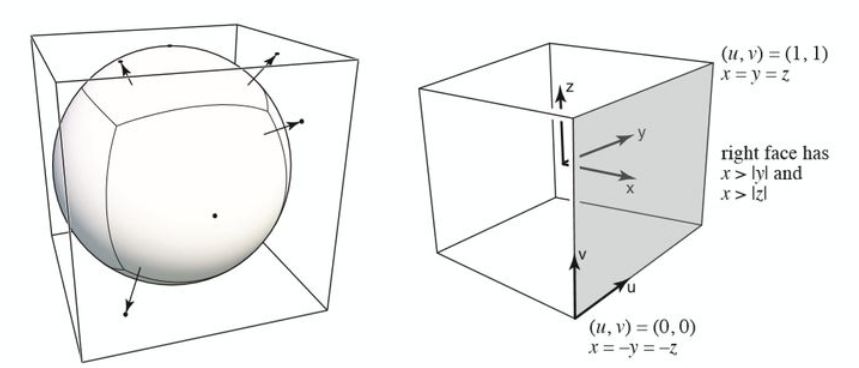 (u, v) = (1, 1)
x = y = z
z
y
x
right face has
x > |y| and
x > |z|
v
u
(u, v) = (0, 0)
x = –y = –z